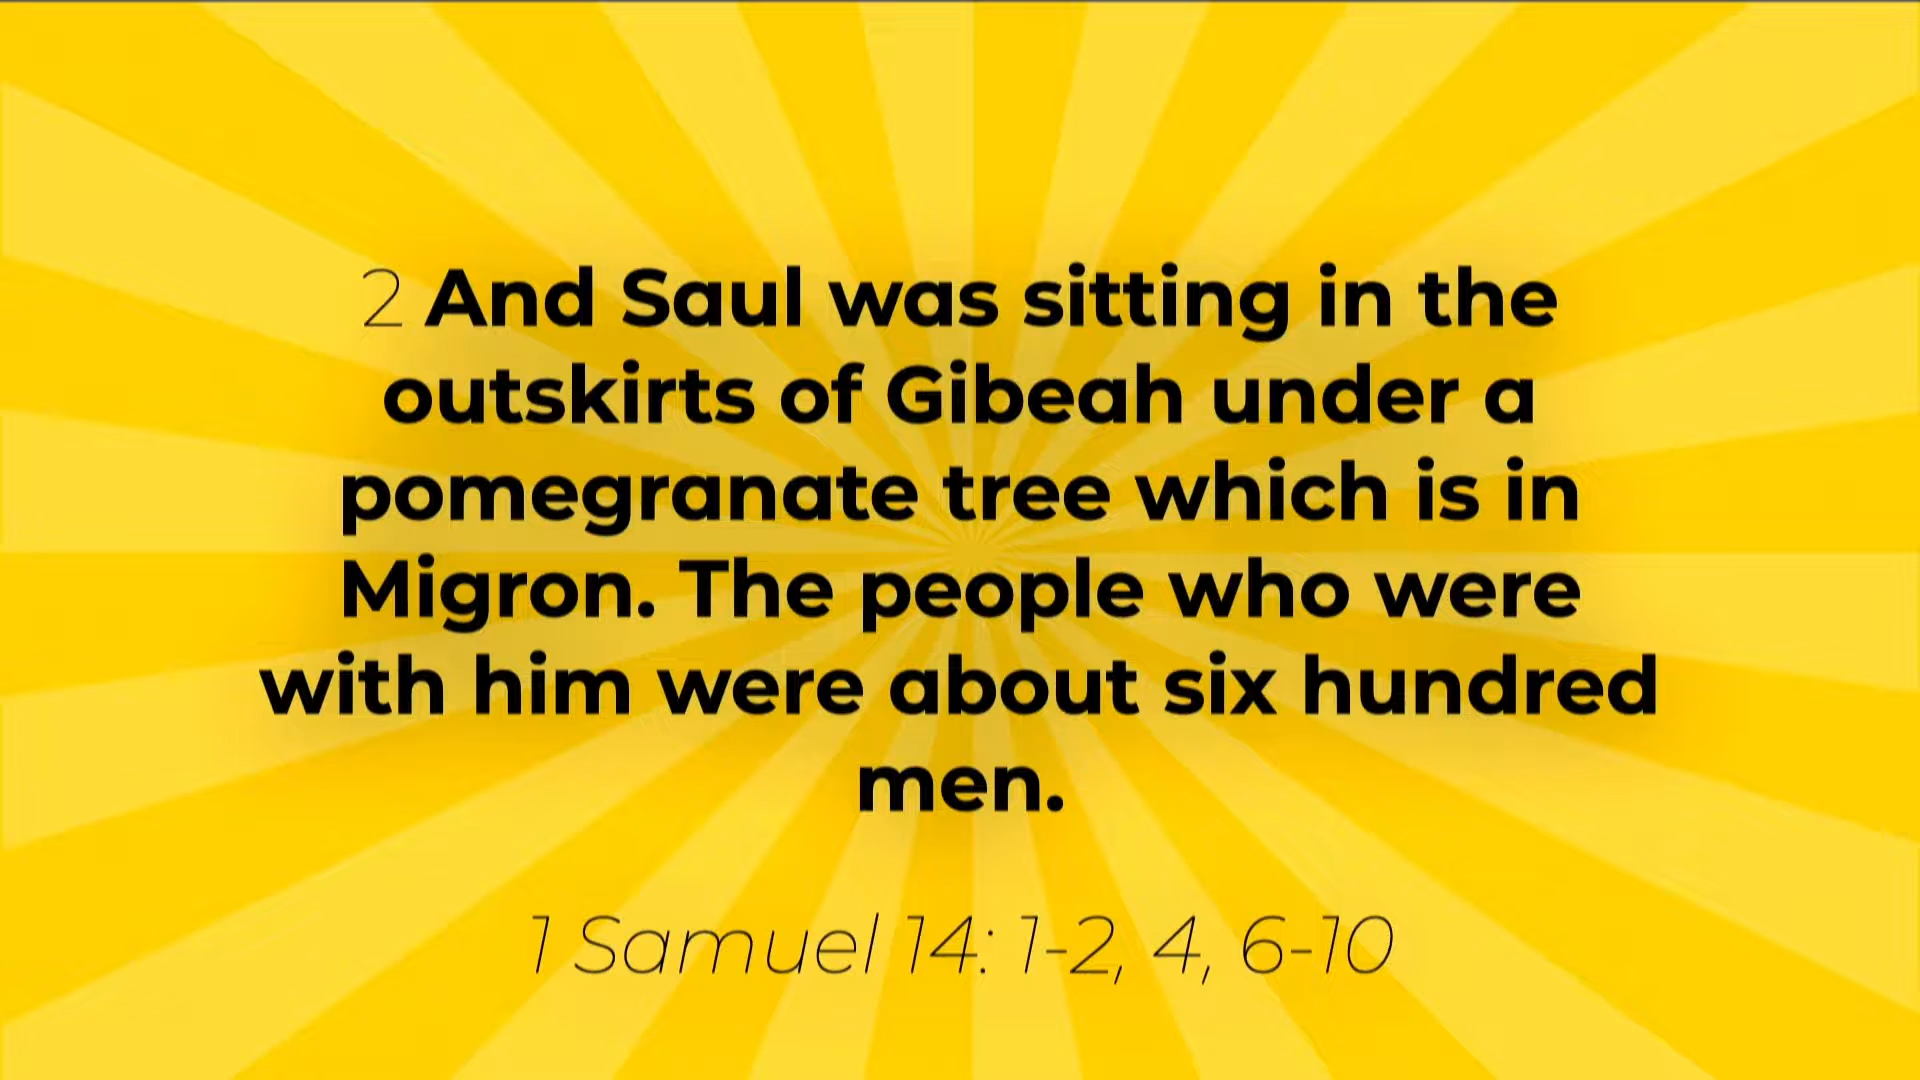 2 And Saul was sitting in the
outskirts of Gibeah under a
pomegranate tree which is in
Migron. The people who were
with him were about six hundred
men.
1 Samuel 14: 1-2, 4, 6-10